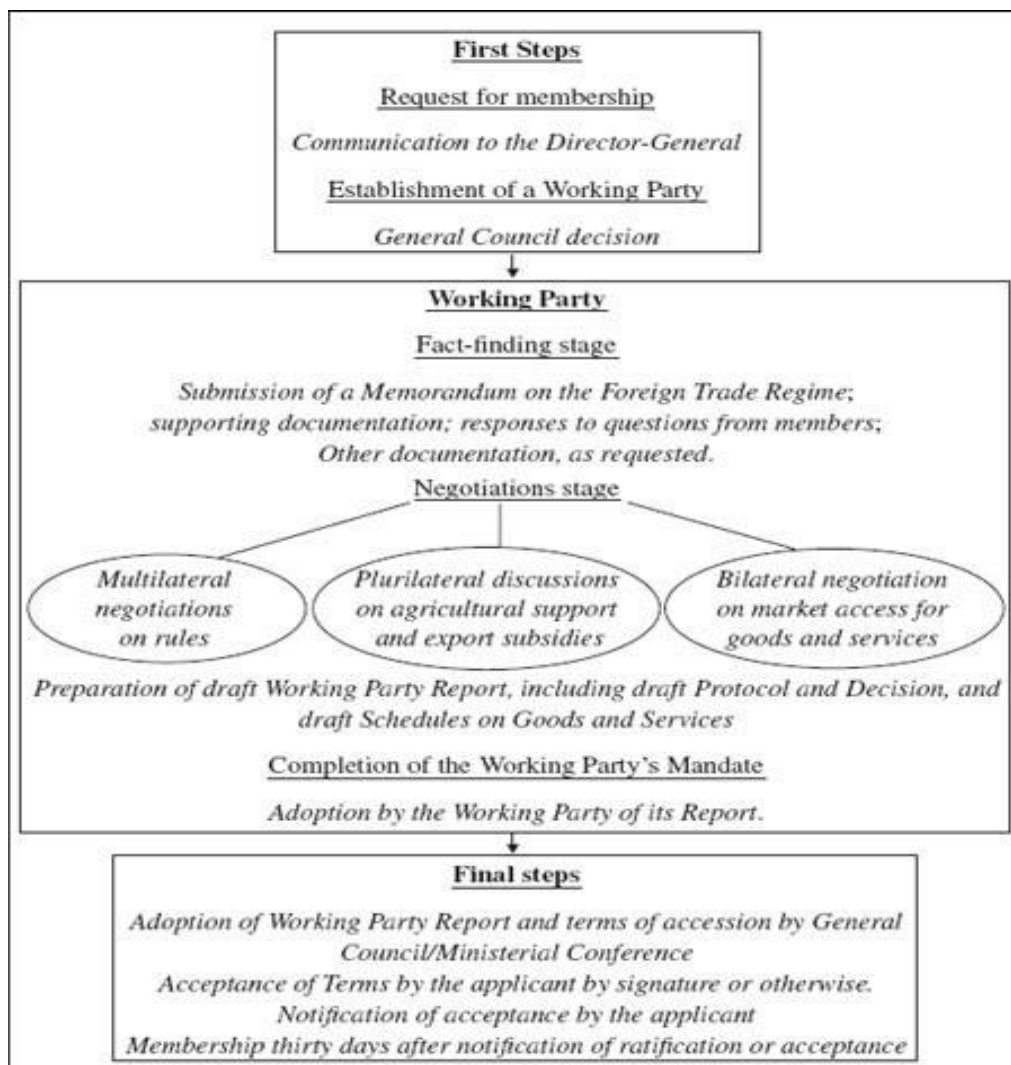 First Steps
Request for membership
Communication to the Director-General
Establishment of a Working Party
General Council decision
Working Party
Fact-finding stage
Submission of a Memorandum on the Foreign Trade Regime;
supporting documentation; responses to questions from members;
Other documentation, as requested.
Negotiations stage
Multilateral
negotiations
on rules
Plurilateral discussions
on agricultural support
and export subsidies
Bilateral negotiation
on market access for
goods and services
Preparation of draft Working Party Report, including draft Protocol and Decision, and
draft Schedules on Goods and Services
Completion of the Working Party's Mandate
Adoption by the Working Party of its Report.
Final steps
Adoption of Working Party Report and terms of accession by General
Council/Ministerial Conference
Acceptance of Terms by the applicant by signature or otherwise.
Notification of acceptance by the applicant
Membership thirty days after notification of ratification or acceptance